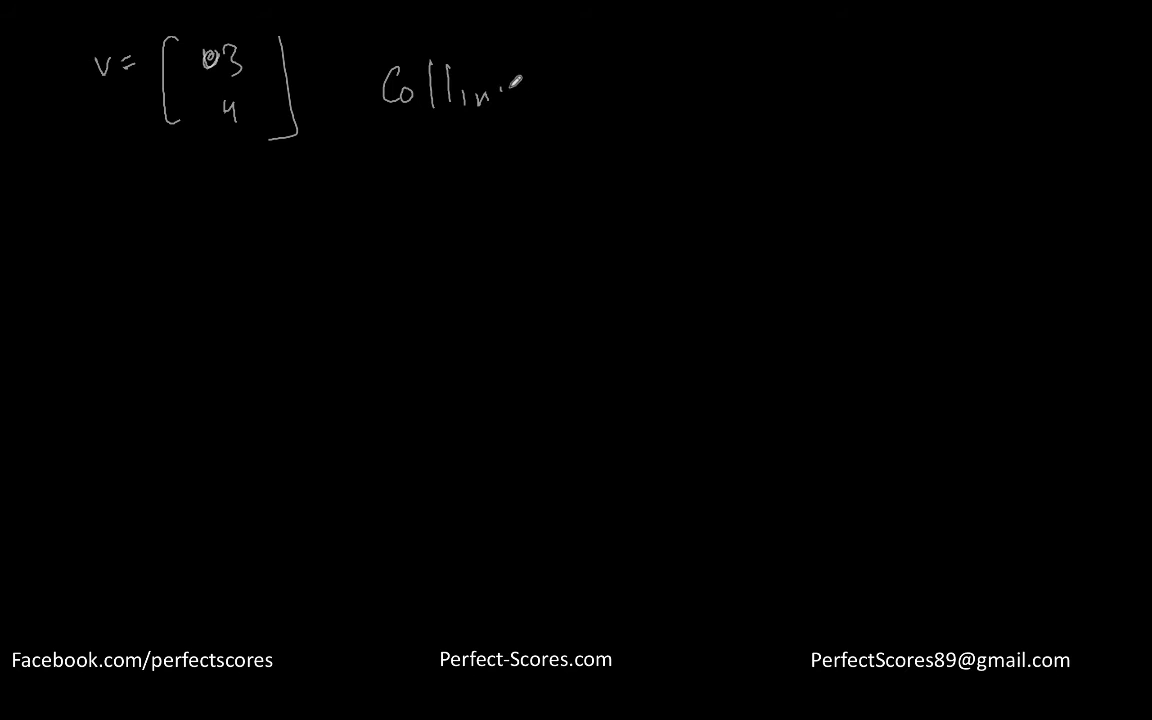 v = [ 3
4 ]
Collin
Facebook.com/perfectscores
Perfect-Scores.com
PerfectScores89@gmail.com